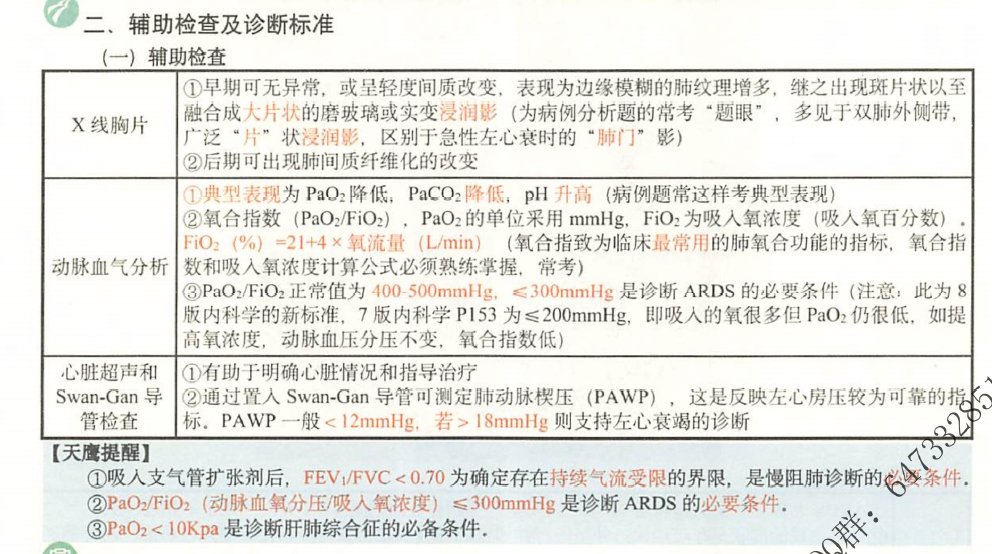 二、辅助检查及诊断标准
(一) 辅助检查
X 线胸片
①早期可无异常，或呈轻度间质改变，表现为边缘模糊的肺纹理增多，继之出现斑片状以至
融合成大片状的磨玻璃或实变浸润影（为病例分析题的常考“题眼”，多见于双肺外侧带，
广泛“片”状浸润影，区别于急性左心衰时的“肺门”影）
②后期可出现肺间质纤维化的改变
动脉血气分析
①典型表现为 PaO₂ 降低，PaCO₂ 降低，pH 升高（病例题常这样考典型表现）
②氧合指数（PaO₂/FiO₂），PaO₂ 的单位采用 mmHg，FiO₂ 为吸入氧浓度（吸入氧百分数）．
FiO₂（%）=21+4×氧流量（L/min）（氧合指致为临床最常用的肺氧合功能的指标，氧合指
数和吸入氧浓度计算公式必须熟练掌握，常考）
③PaO₂/FiO₂ 正常值为 400-500mmHg，≤300mmHg 是诊断 ARDS 的必要条件（注意：此为 8
版内科学的新标准，7 版内科学 P153 为≤200mmHg，即吸入的氧很多但 PaO₂ 仍很低，如提
高氧浓度，动脉血压分压不变，氧合指数低）
心脏超声和
Swan-Gan 导
管检查
①有助于明确心脏情况和指导治疗
②通过置入 Swan-Gan 导管可测定肺动脉楔压（PAWP），这是反映左心房压较为可靠的指
标．PAWP 一般＜12mmHg，若＞18mmHg 则支持左心衰竭的诊断
【天鹰提醒】
①吸入支气管扩张剂后，FEV₁/FVC＜0.70 为确定存在持续气流受限的界限，是慢阻肺诊断的必要条件．
②PaO₂/FiO₂（动脉血氧分压/吸入氧浓度）≤300mmHg 是诊断 ARDS 的必要条件．
③PaO₂＜10Kpa 是诊断肝肺综合征的必备条件．
群：647332851